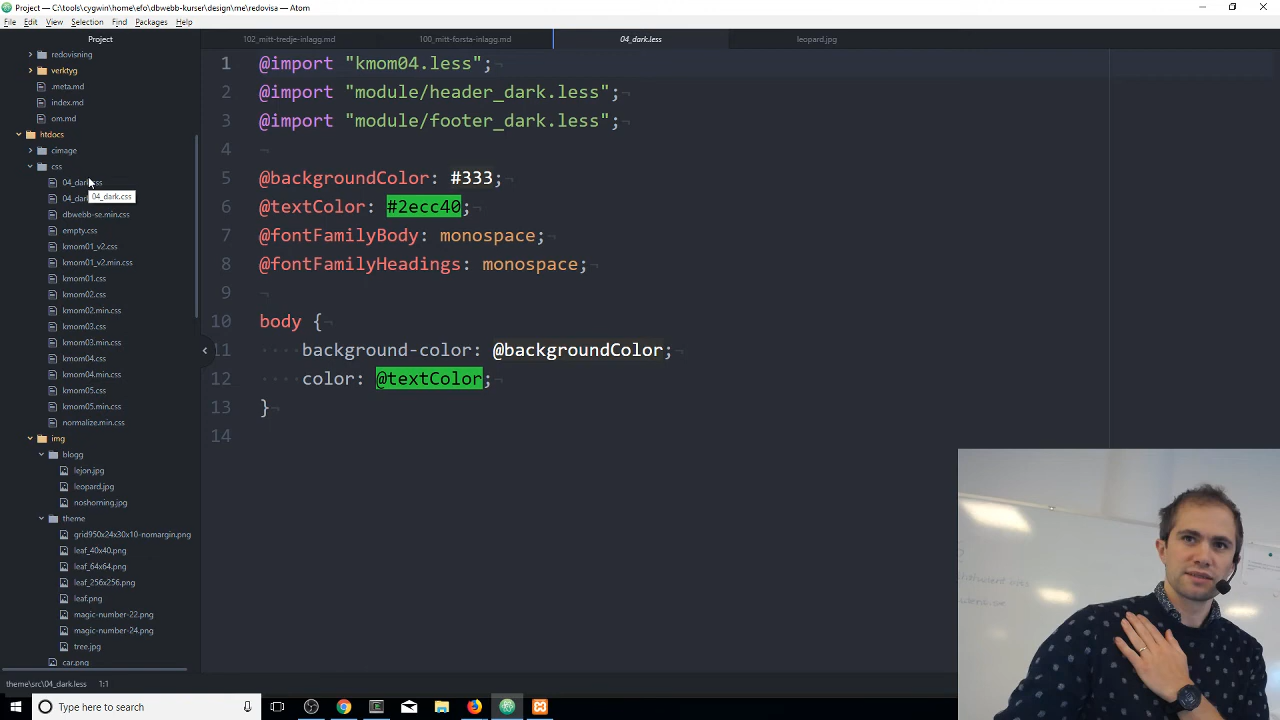 Project — C:\tools\cygwin\home\efo\dbwebb-kurser\design\me\redovisa — Atom
File Edit View Selection Find Packages Help
Project
102_mitt-tredje-inlagg.md
100_mitt-forsta-inlagg.md
04_dark.less
leopard.jpg
redovisning
verktyg
.meta.md
index.md
om.md
htdocs
cimage
css
04_dark.css
04_dar
04_dark.css
dbwebb-se.min.css
empty.css
kmom01_v2.css
kmom01_v2.min.css
kmom01.css
kmom02.css
kmom02.min.css
kmom03.css
kmom03.min.css
kmom04.css
kmom04.min.css
kmom05.css
kmom05.min.css
normalize.min.css
img
blogg
lejon.jpg
leopard.jpg
noshorning.jpg
theme
grid950x24x30x10-nomargin.png
leaf_40x40.png
leaf_64x64.png
leaf_256x256.png
leaf.png
magic-number-22.png
magic-number-24.png
tree.jpg
car.png
1 @import "kmom04.less";
2 @import "module/header_dark.less";
3 @import "module/footer_dark.less";
4
5 @backgroundColor: #333;
6 @textColor: #2ecc40;
7 @fontFamilyBody: monospace;
8 @fontFamilyHeadings: monospace;
9
10 body {
11 background-color: @backgroundColor;
12 color: @textColor;
13 }
14
theme\src\04_dark.less 1:1
Type here to search